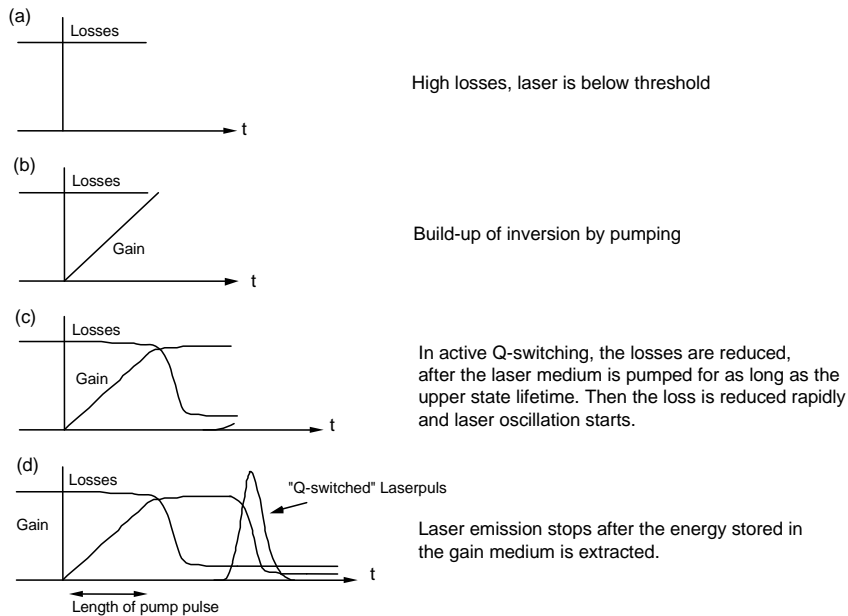 (a)
Losses
t
High losses, laser is below threshold
(b)
Losses
Gain
t
Build-up of inversion by pumping
(c)
Losses
Gain
t
In active Q-switching, the losses are reduced,
after the laser medium is pumped for as long as the
upper state lifetime. Then the loss is reduced rapidly
and laser oscillation starts.
(d)
Losses
"Q-switched" Laserpuls
Gain
t
Length of pump pulse
Laser emission stops after the energy stored in
the gain medium is extracted.